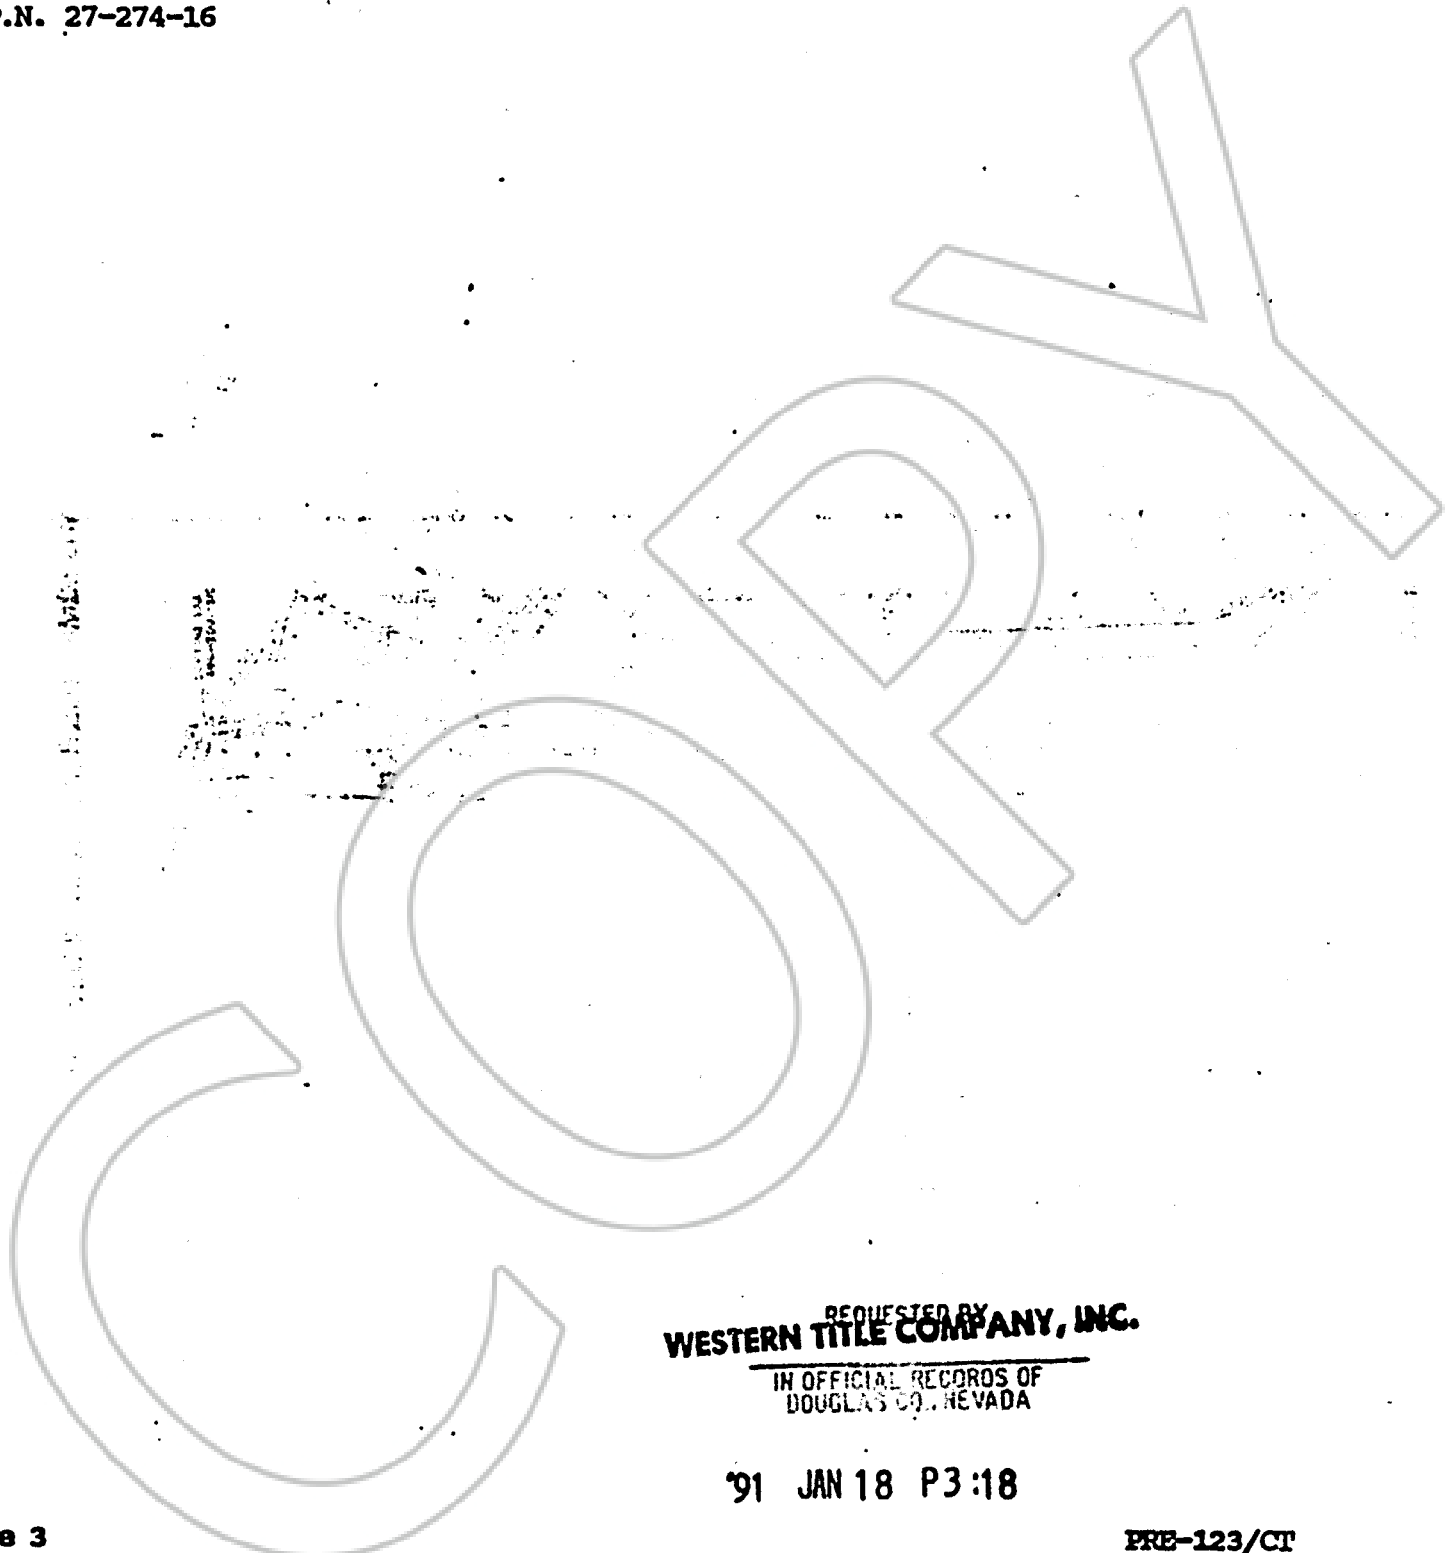 P.N. 27-274-16
COPY
REQUESTED BY
WESTERN TITLE COMPANY, INC.
IN OFFICIAL RECORDS OF
DOUGLAS CO., NEVADA
'91 JAN 18 P3:18
e 3
PRE-123/CT